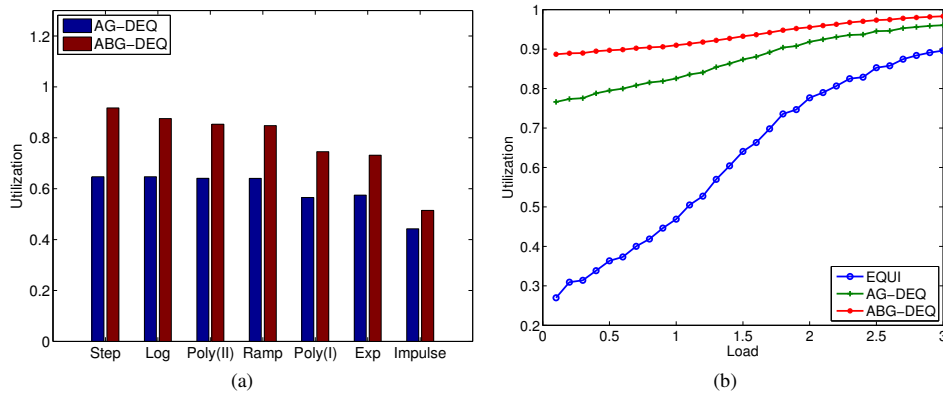 1.2
1
0.8
0.6
0.4
0.2
0
Utilization
AG−DEQ
ABG−DEQ
Step Log Poly(II) Ramp Poly(I) Exp Impulse
(a)
1
0.9
0.8
0.7
0.6
0.5
0.4
0.3
0.2
Utilization
EQUI
AG−DEQ
ABG−DEQ
0 0.5 1.0 1.5 2.0 2.5 3
Load
(b)